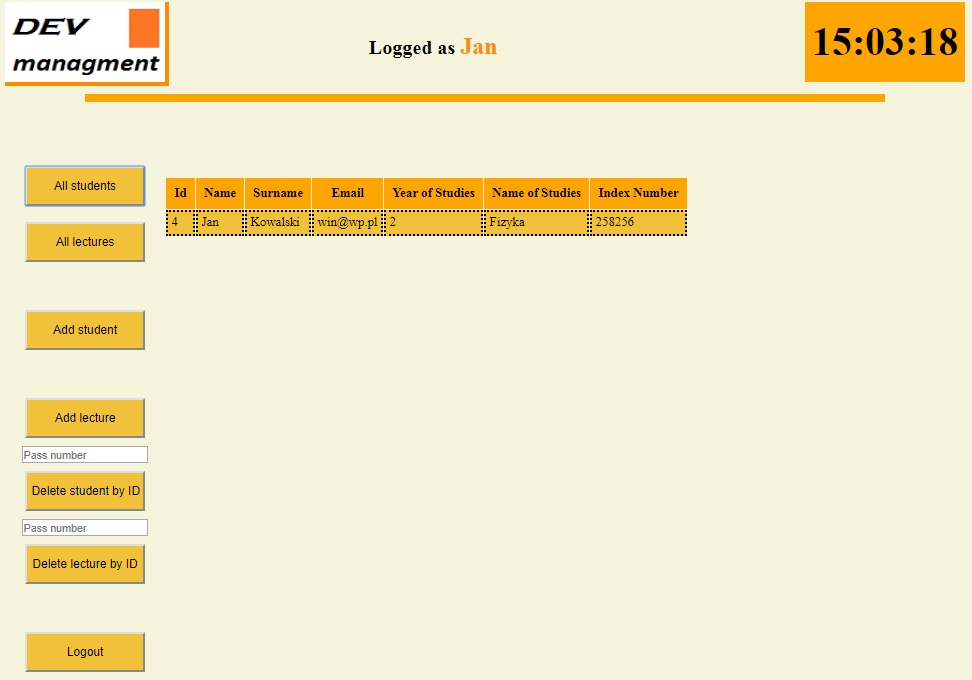 DEV
managment
Logged as Jan
15:03:18
All students
All lectures
Add student
Add lecture
Pass number
Delete student by ID
Pass number
Delete lecture by ID
Logout
Id Name Surname Email Year of Studies Name of Studies Index Number
4 Jan Kowalski win@wp.pl 2 Fizyka 258256